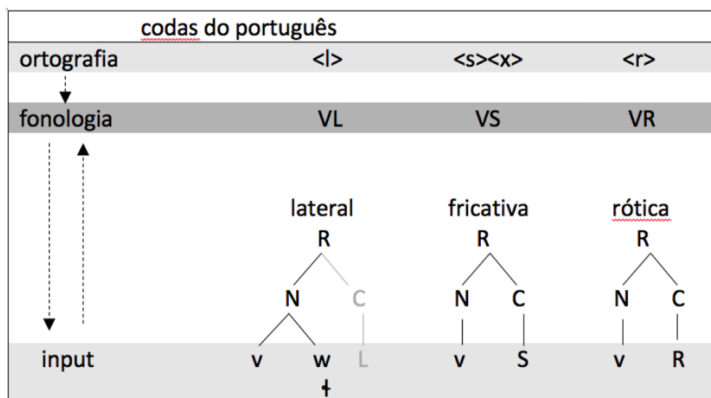 codas do português
ortografia <l> <s><x> <r>
fonologia VL VS VR
lateral fricativa rótica
R R R
N C N C N C
input v w L v S v R
ɫ